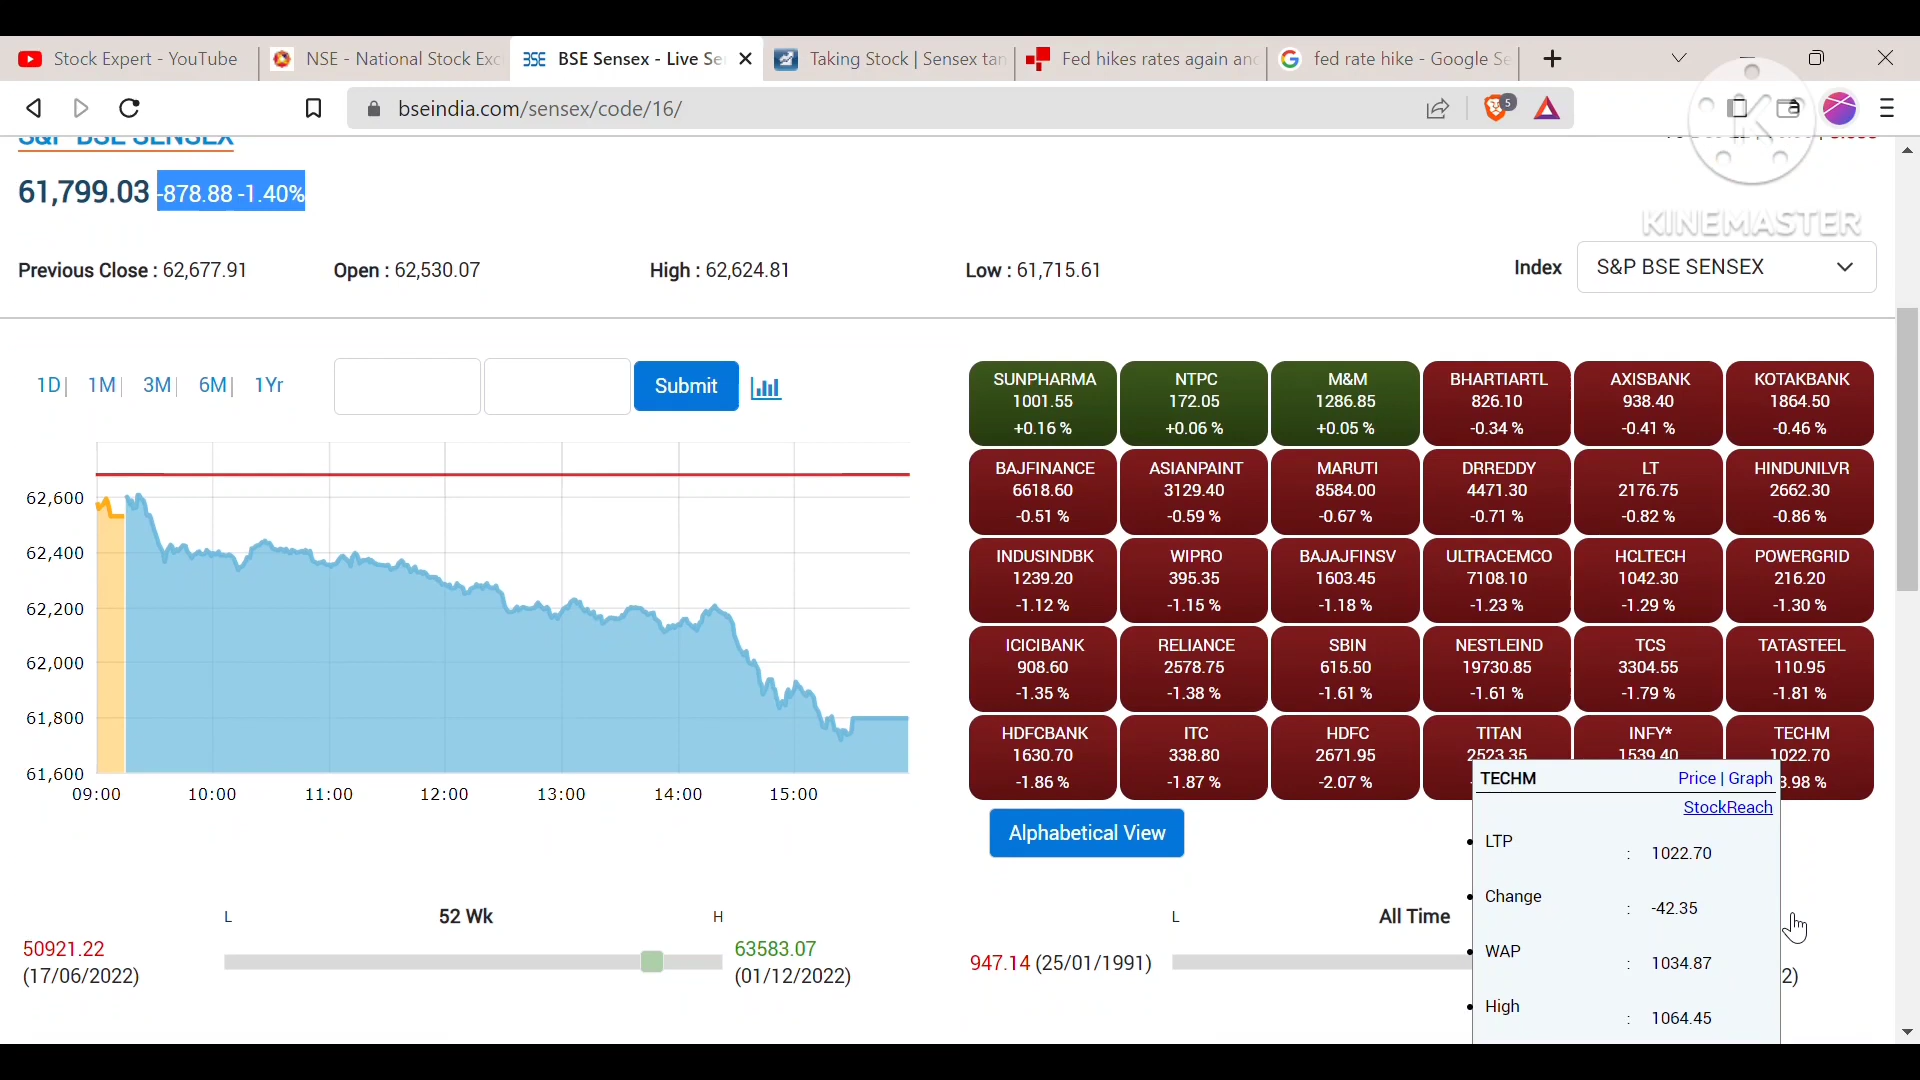 Stock Expert - YouTube
NSE - National Stock Exc
BSE Sensex - Live Se
Taking Stock | Sensex tan
Fed hikes rates again and
fed rate hike - Google Se
bseindia.com/sensex/code/16/
5
S&P BSE SENSEX
61,799.03 -878.88 -1.40%
KINEMASTER
Previous Close : 62,677.91
Open : 62,530.07
High : 62,624.81
Low : 61,715.61
Index
S&P BSE SENSEX
1D| 1M| 3M| 6M| 1Yr
Submit
62,600
62,400
62,200
62,000
61,800
61,600
09:00 10:00 11:00 12:00 13:00 14:00 15:00
SUNPHARMA NTPC M&M BHARTIARTL AXISBANK KOTAKBANK
1001.55 172.05 1286.85 826.10 938.40 1864.50
+0.16 % +0.06 % +0.05 % -0.34 % -0.41 % -0.46 %
BAJFINANCE ASIANPAINT MARUTI DRREDDY LT HINDUNILVR
6618.60 3129.40 8584.00 4471.30 2176.75 2662.30
-0.51 % -0.59 % -0.67 % -0.71 % -0.82 % -0.86 %
INDUSINDBK WIPRO BAJAJFINSV ULTRACEMCO HCLTECH POWERGRID
1239.20 395.35 1603.45 7108.10 1042.30 216.20
-1.12 % -1.15 % -1.18 % -1.23 % -1.29 % -1.30 %
ICICIBANK RELIANCE SBIN NESTLEIND TCS TATASTEEL
908.60 2578.75 615.50 19730.85 3304.55 110.95
-1.35 % -1.38 % -1.61 % -1.61 % -1.79 % -1.81 %
HDFCBANK ITC HDFC TITAN INFY* TECHM
1630.70 338.80 2671.95 2523.35 1539.40 1022.70
-1.86 % -1.87 % -2.07 % 3.98 %
Alphabetical View
TECHM Price | Graph
StockReach
LTP : 1022.70
Change : -42.35
WAP : 1034.87
High : 1064.45
L 52 Wk H
50921.22
(17/06/2022)
63583.07
(01/12/2022)
L All Time
947.14 (25/01/1991)
2)